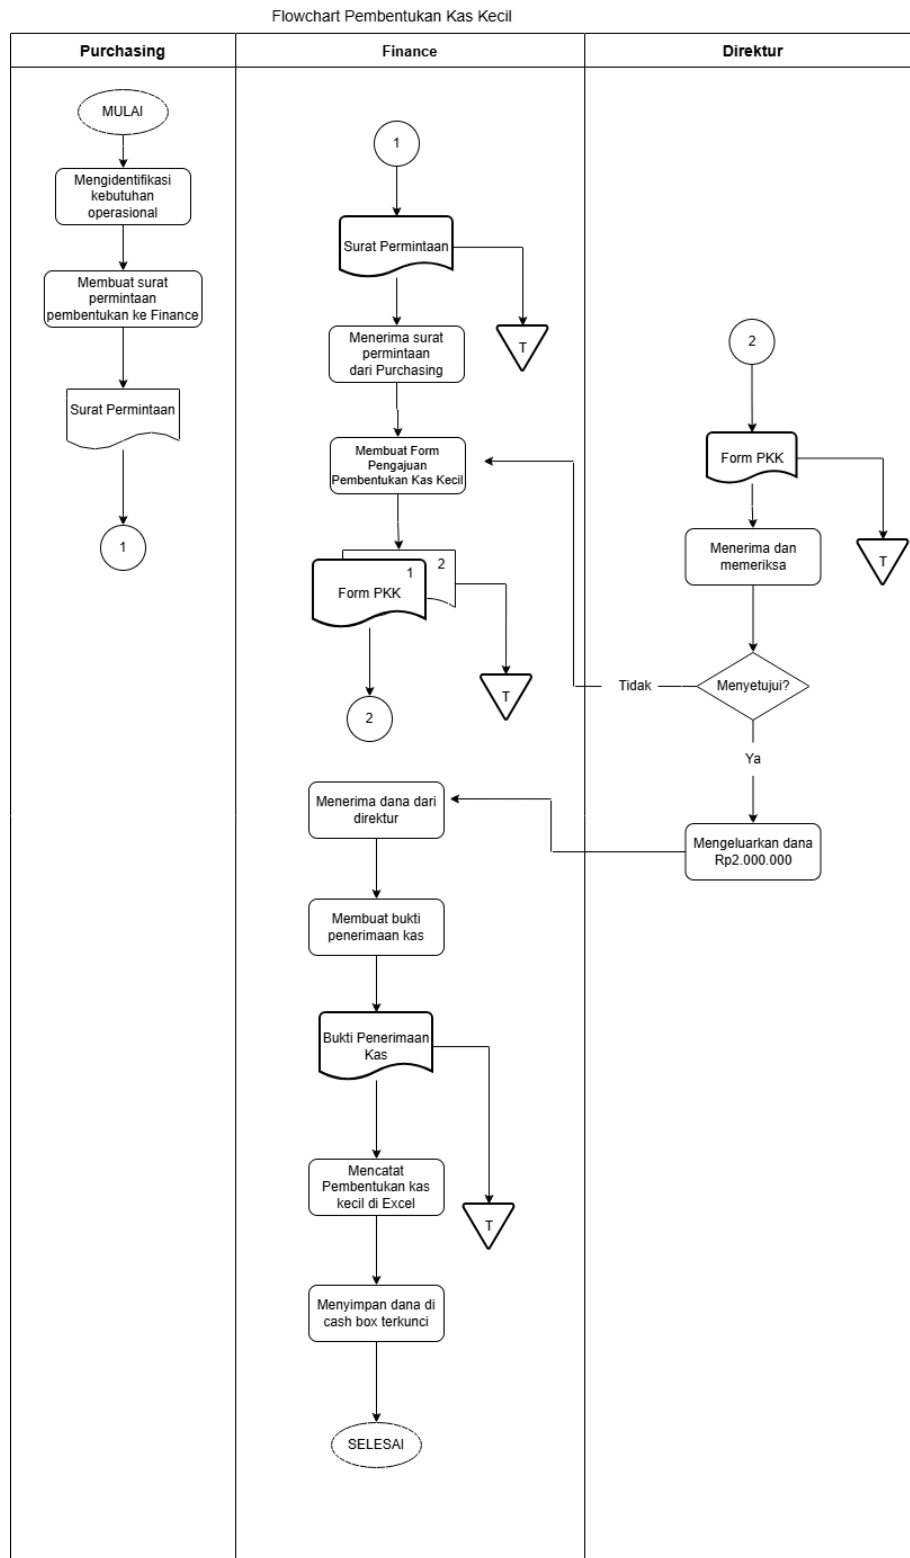 Flowchart Pembentukan Kas Kecil
Purchasing
Finance
Direktur
MULAI
Mengidentifikasi
kebutuhan
operasional
Membuat surat
permintaan
pembentukan ke Finance
Surat Permintaan
1
1
Surat Permintaan
T
Menerima surat
permintaan
dari Purchasing
Membuat Form
Pengajuan
Pembentukan Kas Kecil
1
2
Form PKK
T
2
2
Form PKK
T
Menerima dan
memeriksa
Menyetujui?
Tidak
Ya
Mengeluarkan dana
Rp2.000.000
Menerima dana dari
direktur
Membuat bukti
penerimaan kas
Bukti Penerimaan
Kas
T
Mencatat
Pembentukan kas
kecil di Excel
Menyimpan dana di
cash box terkunci
SELESAI